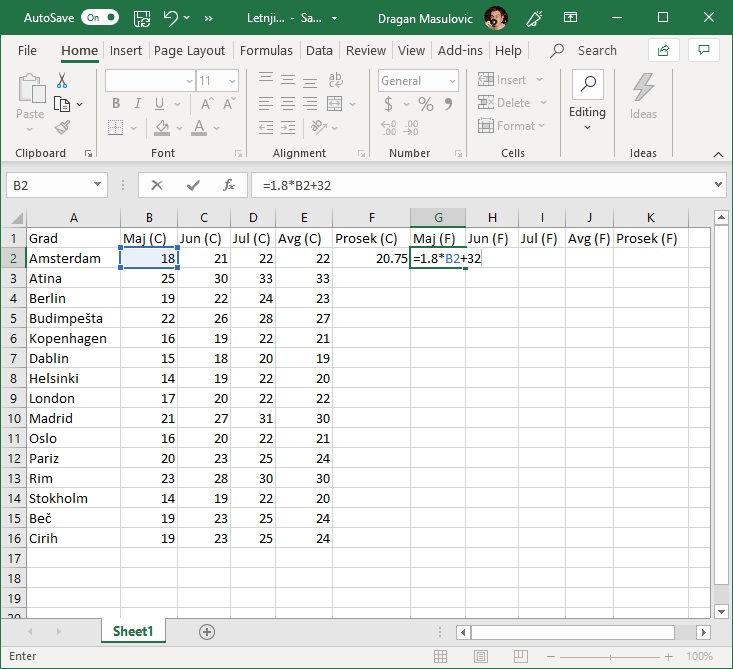 AutoSave On » Letnji... - Sa... Dragan Masulovic
File Home Insert Page Layout Formulas Data Review View Add-ins Help Search
Paste B I U A A A 11 ab General $ % 9 Insert Delete Format Editing Ideas
Clipboard Font Alignment Number Cells Ideas
B2 fx =1.8*B2+32
A B C D E F G H I J K
1 Grad Maj (C) Jun (C) Jul (C) Avg (C) Prosek (C) Maj (F) Jun (F) Jul (F) Avg (F) Prosek (F)
2 Amsterdam 18 21 22 22 20.75 =1.8*B2+32
3 Atina 25 30 33 33
4 Berlin 19 22 24 23
5 Budimpešta 22 26 28 27
6 Kopenhagen 16 19 22 21
7 Dablin 15 18 20 19
8 Helsinki 14 19 22 20
9 London 17 20 22 22
10 Madrid 21 27 31 30
11 Oslo 16 20 22 21
12 Pariz 20 23 25 24
13 Rim 23 28 30 30
14 Stokholm 14 19 22 20
15 Beč 19 23 25 24
16 Cirih 19 23 25 24
17
18
19
Sheet1
Enter 100%